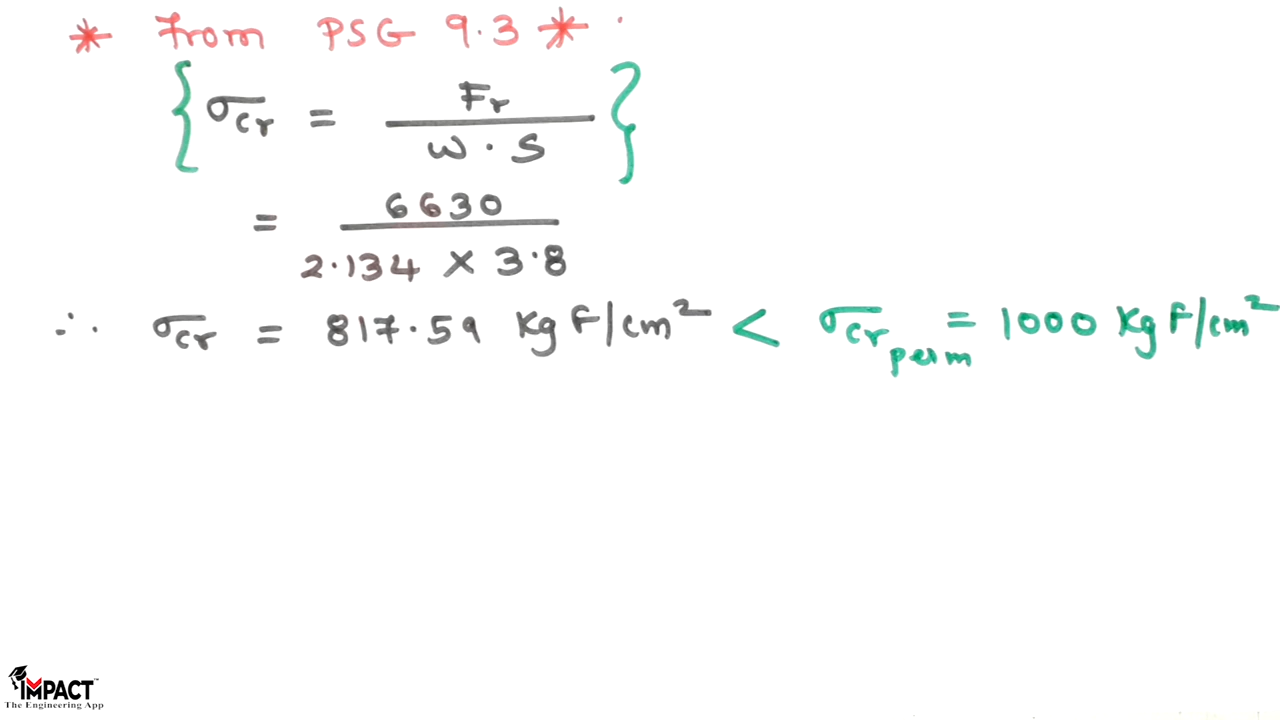 * From PSG 9.3 *
{ σcr = Fr / w · s }
= 6630 / 2.134 × 3.8
∴ σcr = 817.59 kgF/cm² < σcr perm = 1000 kgF/cm²
IMPACT™
The Engineering App